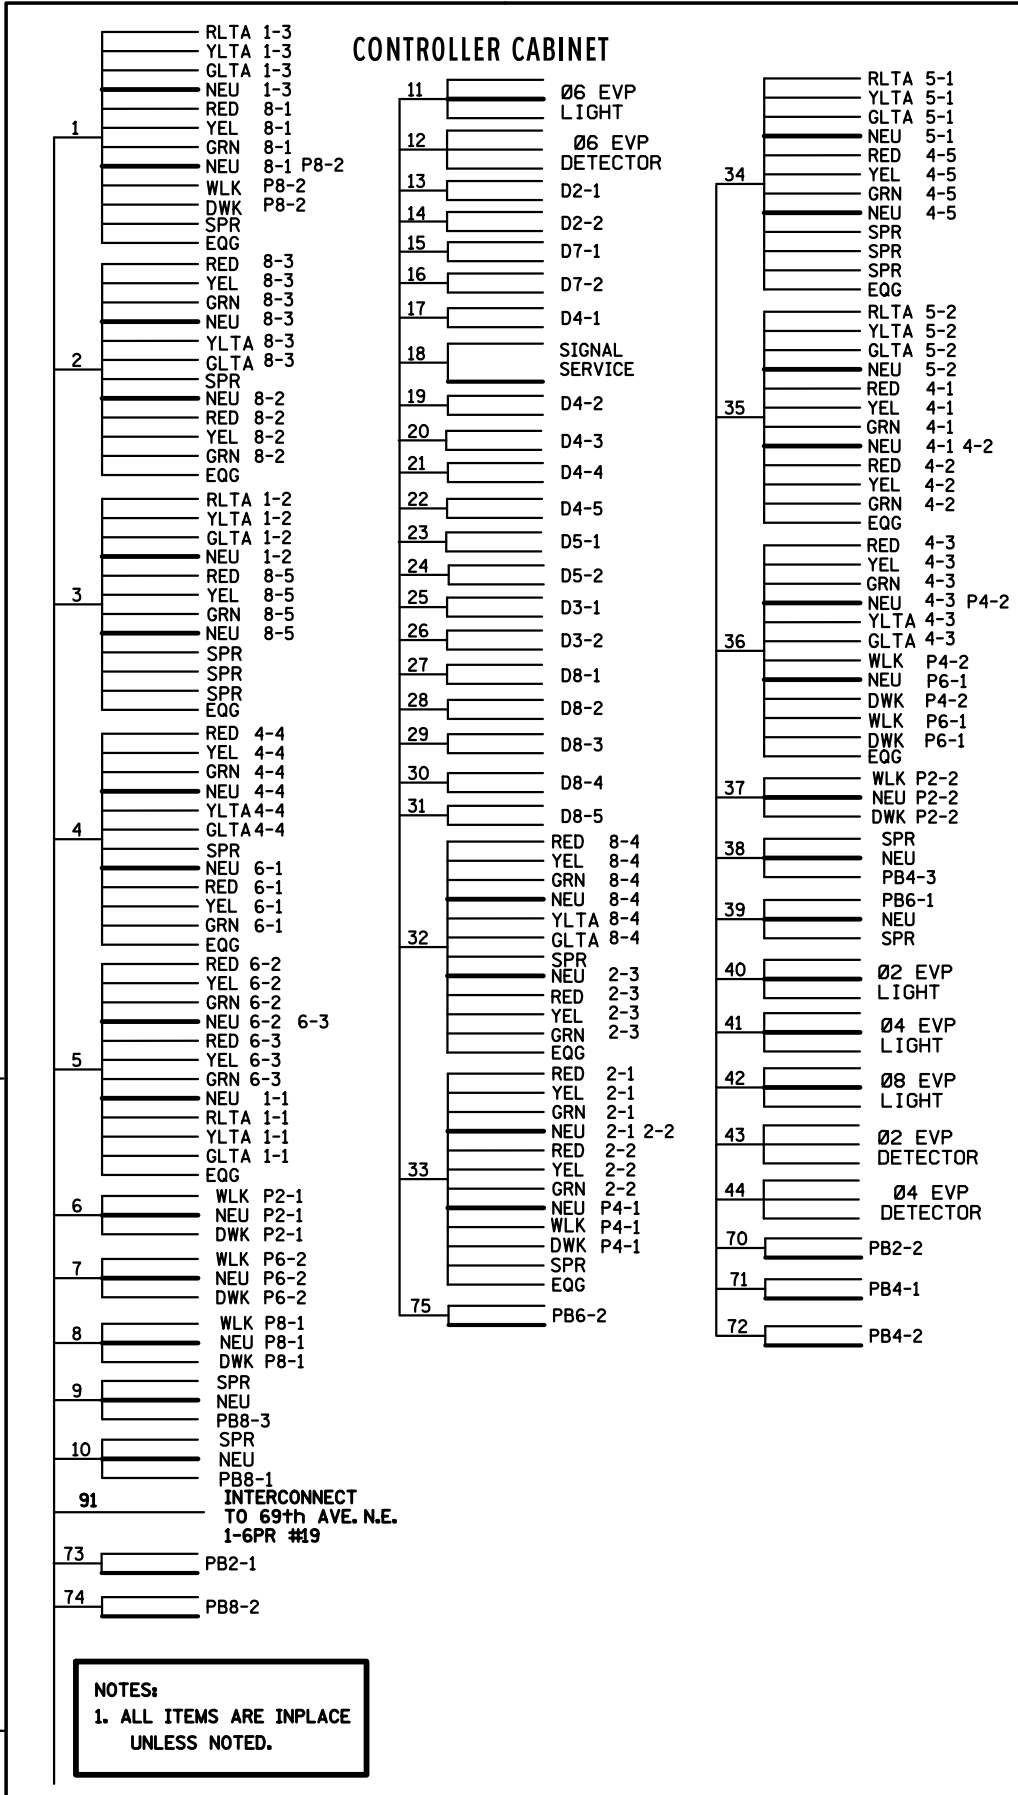 CONTROLLER CABINET
1
RLTA 1-3
YLTA 1-3
GLTA 1-3
NEU 1-3
RED 8-1
YEL 8-1
GRN 8-1
NEU 8-1 P8-2
WLK P8-2
DWK P8-2
SPR
EQG
2
RED 8-3
YEL 8-3
GRN 8-3
NEU 8-3
YLTA 8-3
GLTA 8-3
SPR
NEU 8-2
RED 8-2
YEL 8-2
GRN 8-2
EQG
3
RLTA 1-2
YLTA 1-2
GLTA 1-2
NEU 1-2
RED 8-5
YEL 8-5
GRN 8-5
NEU 8-5
SPR
SPR
SPR
EQG
4
RED 4-4
YEL 4-4
GRN 4-4
NEU 4-4
YLTA 4-4
GLTA 4-4
SPR
NEU 6-1
RED 6-1
YEL 6-1
GRN 6-1
EQG
5
RED 6-2
YEL 6-2
GRN 6-2
NEU 6-2 6-3
RED 6-3
YEL 6-3
GRN 6-3
NEU 1-1
RLTA 1-1
YLTA 1-1
GLTA 1-1
EQG
6
WLK P2-1
NEU P2-1
DWK P2-1
7
WLK P6-2
NEU P6-2
DWK P6-2
8
WLK P8-1
NEU P8-1
DWK P8-1
9
SPR
NEU
PB8-3
10
SPR
NEU
PB8-1
91
INTERCONNECT
TO 69th AVE. N.E.
1-6PR #19
73
PB2-1
74
PB8-2
11
Ø6 EVP
LIGHT
12
Ø6 EVP
DETECTOR
13
D2-1
14
D2-2
15
D7-1
16
D7-2
17
D4-1
18
SIGNAL
SERVICE
19
D4-2
20
D4-3
21
D4-4
22
D4-5
23
D5-1
24
D5-2
25
D3-1
26
D3-2
27
D8-1
28
D8-2
29
D8-3
30
D8-4
31
D8-5
32
RED 8-4
YEL 8-4
GRN 8-4
NEU 8-4
YLTA 8-4
GLTA 8-4
SPR
NEU 2-3
RED 2-3
YEL 2-3
GRN 2-3
EQG
33
RED 2-1
YEL 2-1
GRN 2-1
NEU 2-1 2-2
RED 2-2
YEL 2-2
GRN 2-2
NEU P4-1
WLK P4-1
DWK P4-1
SPR
EQG
75
PB6-2
34
RLTA 5-1
YLTA 5-1
GLTA 5-1
NEU 5-1
RED 4-5
YEL 4-5
GRN 4-5
NEU 4-5
SPR
SPR
SPR
EQG
35
RLTA 5-2
YLTA 5-2
GLTA 5-2
NEU 5-2
RED 4-1
YEL 4-1
GRN 4-1
NEU 4-1 4-2
RED 4-2
YEL 4-2
GRN 4-2
EQG
36
RED 4-3
YEL 4-3
GRN 4-3
NEU 4-3 P4-2
YLTA 4-3
GLTA 4-3
WLK P4-2
NEU P6-1
DWK P4-2
WLK P6-1
DWK P6-1
EQG
37
WLK P2-2
NEU P2-2
DWK P2-2
38
SPR
NEU
PB4-3
39
PB6-1
NEU
SPR
40
Ø2 EVP
LIGHT
41
Ø4 EVP
LIGHT
42
Ø8 EVP
LIGHT
43
Ø2 EVP
DETECTOR
44
Ø4 EVP
DETECTOR
70
PB2-2
71
PB4-1
72
PB4-2
NOTES:
1. ALL ITEMS ARE INPLACE
UNLESS NOTED.